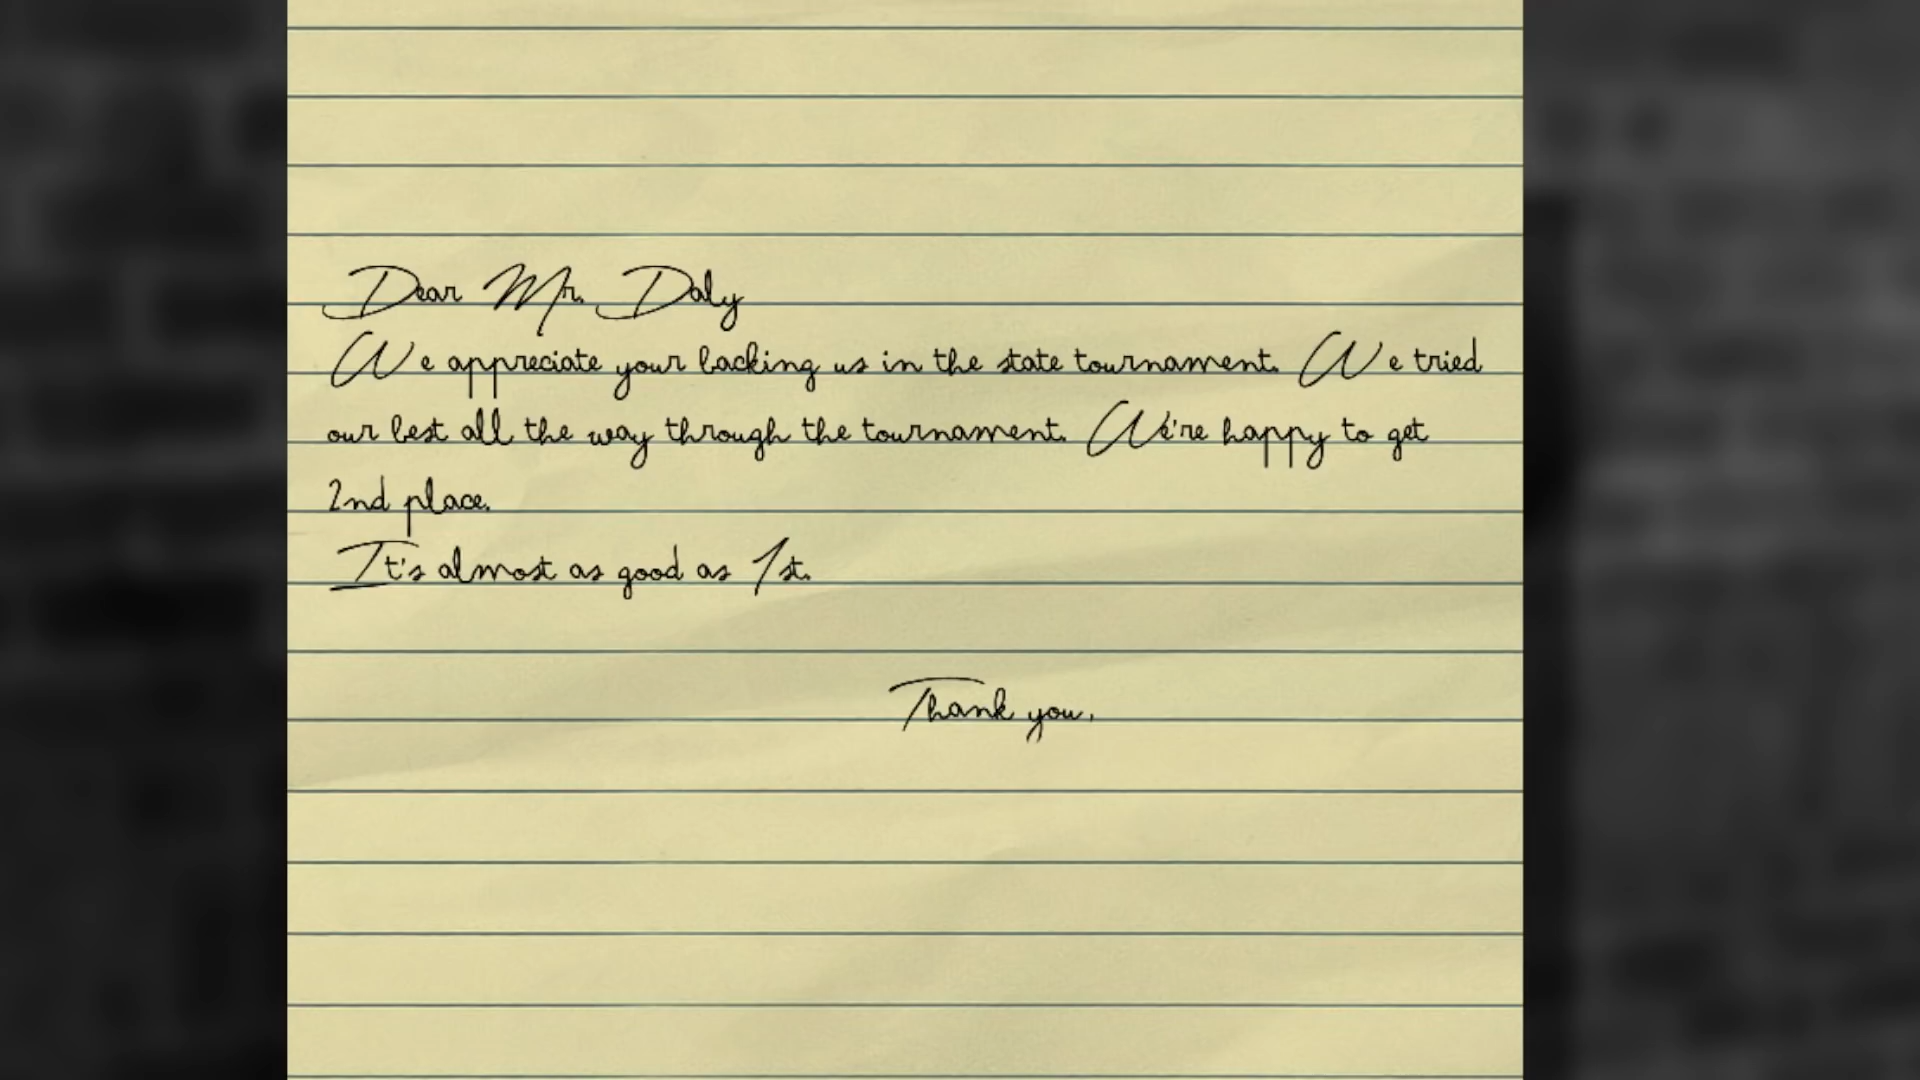 Dear Mr. Daly
We appreciate your backing us in the state tournament. We tried
our best all the way through the tournament. We're happy to get
2nd place.
It's almost as good as 1st.
Thank you,